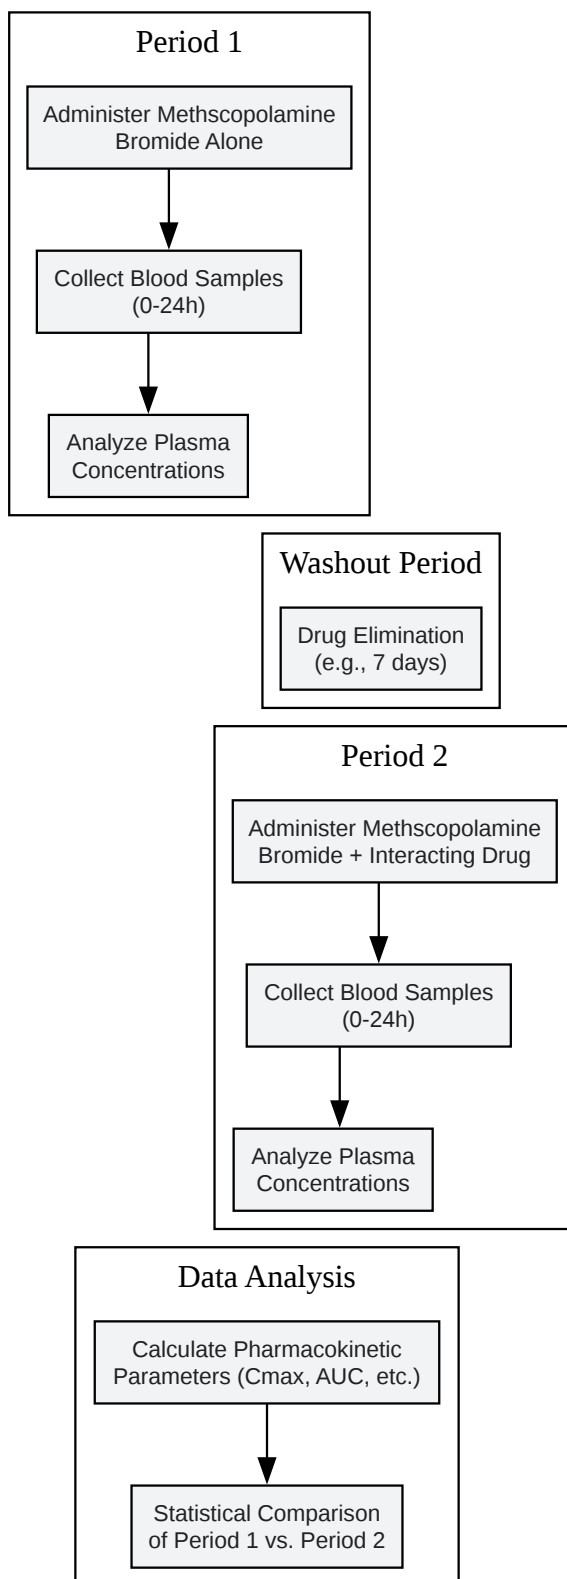 Period 1
Administer Methscopolamine
Bromide Alone
Collect Blood Samples
(0-24h)
Analyze Plasma
Concentrations
Washout Period
Drug Elimination
(e.g., 7 days)
Period 2
Administer Methscopolamine
Bromide + Interacting Drug
Collect Blood Samples
(0-24h)
Analyze Plasma
Concentrations
Data Analysis
Calculate Pharmacokinetic
Parameters (Cmax, AUC, etc.)
Statistical Comparison
of Period 1 vs. Period 2